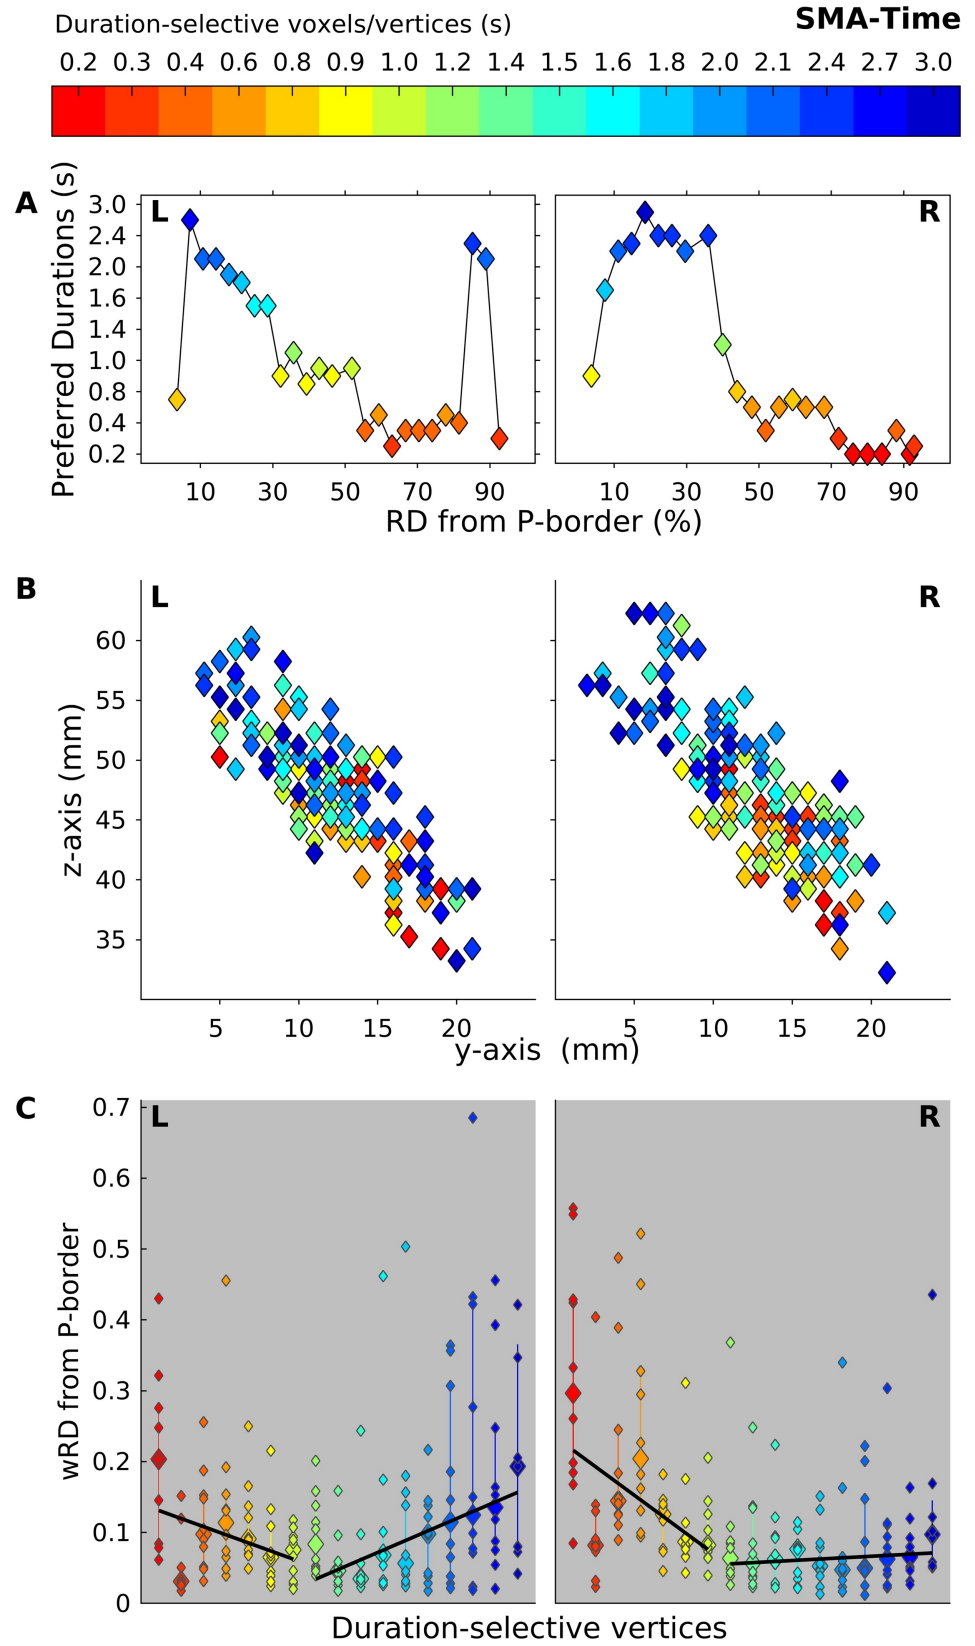 Duration-selective voxels/vertices (s)
SMA-Time
0.2 0.3 0.4 0.6 0.8 0.9 1.0 1.2 1.4 1.5 1.6 1.8 2.0 2.1 2.4 2.7 3.0
A
L
R
Preferred Durations (s)
3.0
2.4
2.0
1.6
1.4
1.0
0.8
0.4
0.2
10 30 50 70 90
10 30 50 70 90
RD from P-border (%)
B
L
R
z-axis (mm)
60
55
50
45
40
35
5 10 15 20
5 10 15 20
y-axis (mm)
C
L
R
wRD from P-border
0.7
0.6
0.5
0.4
0.3
0.2
0.1
0
Duration-selective vertices